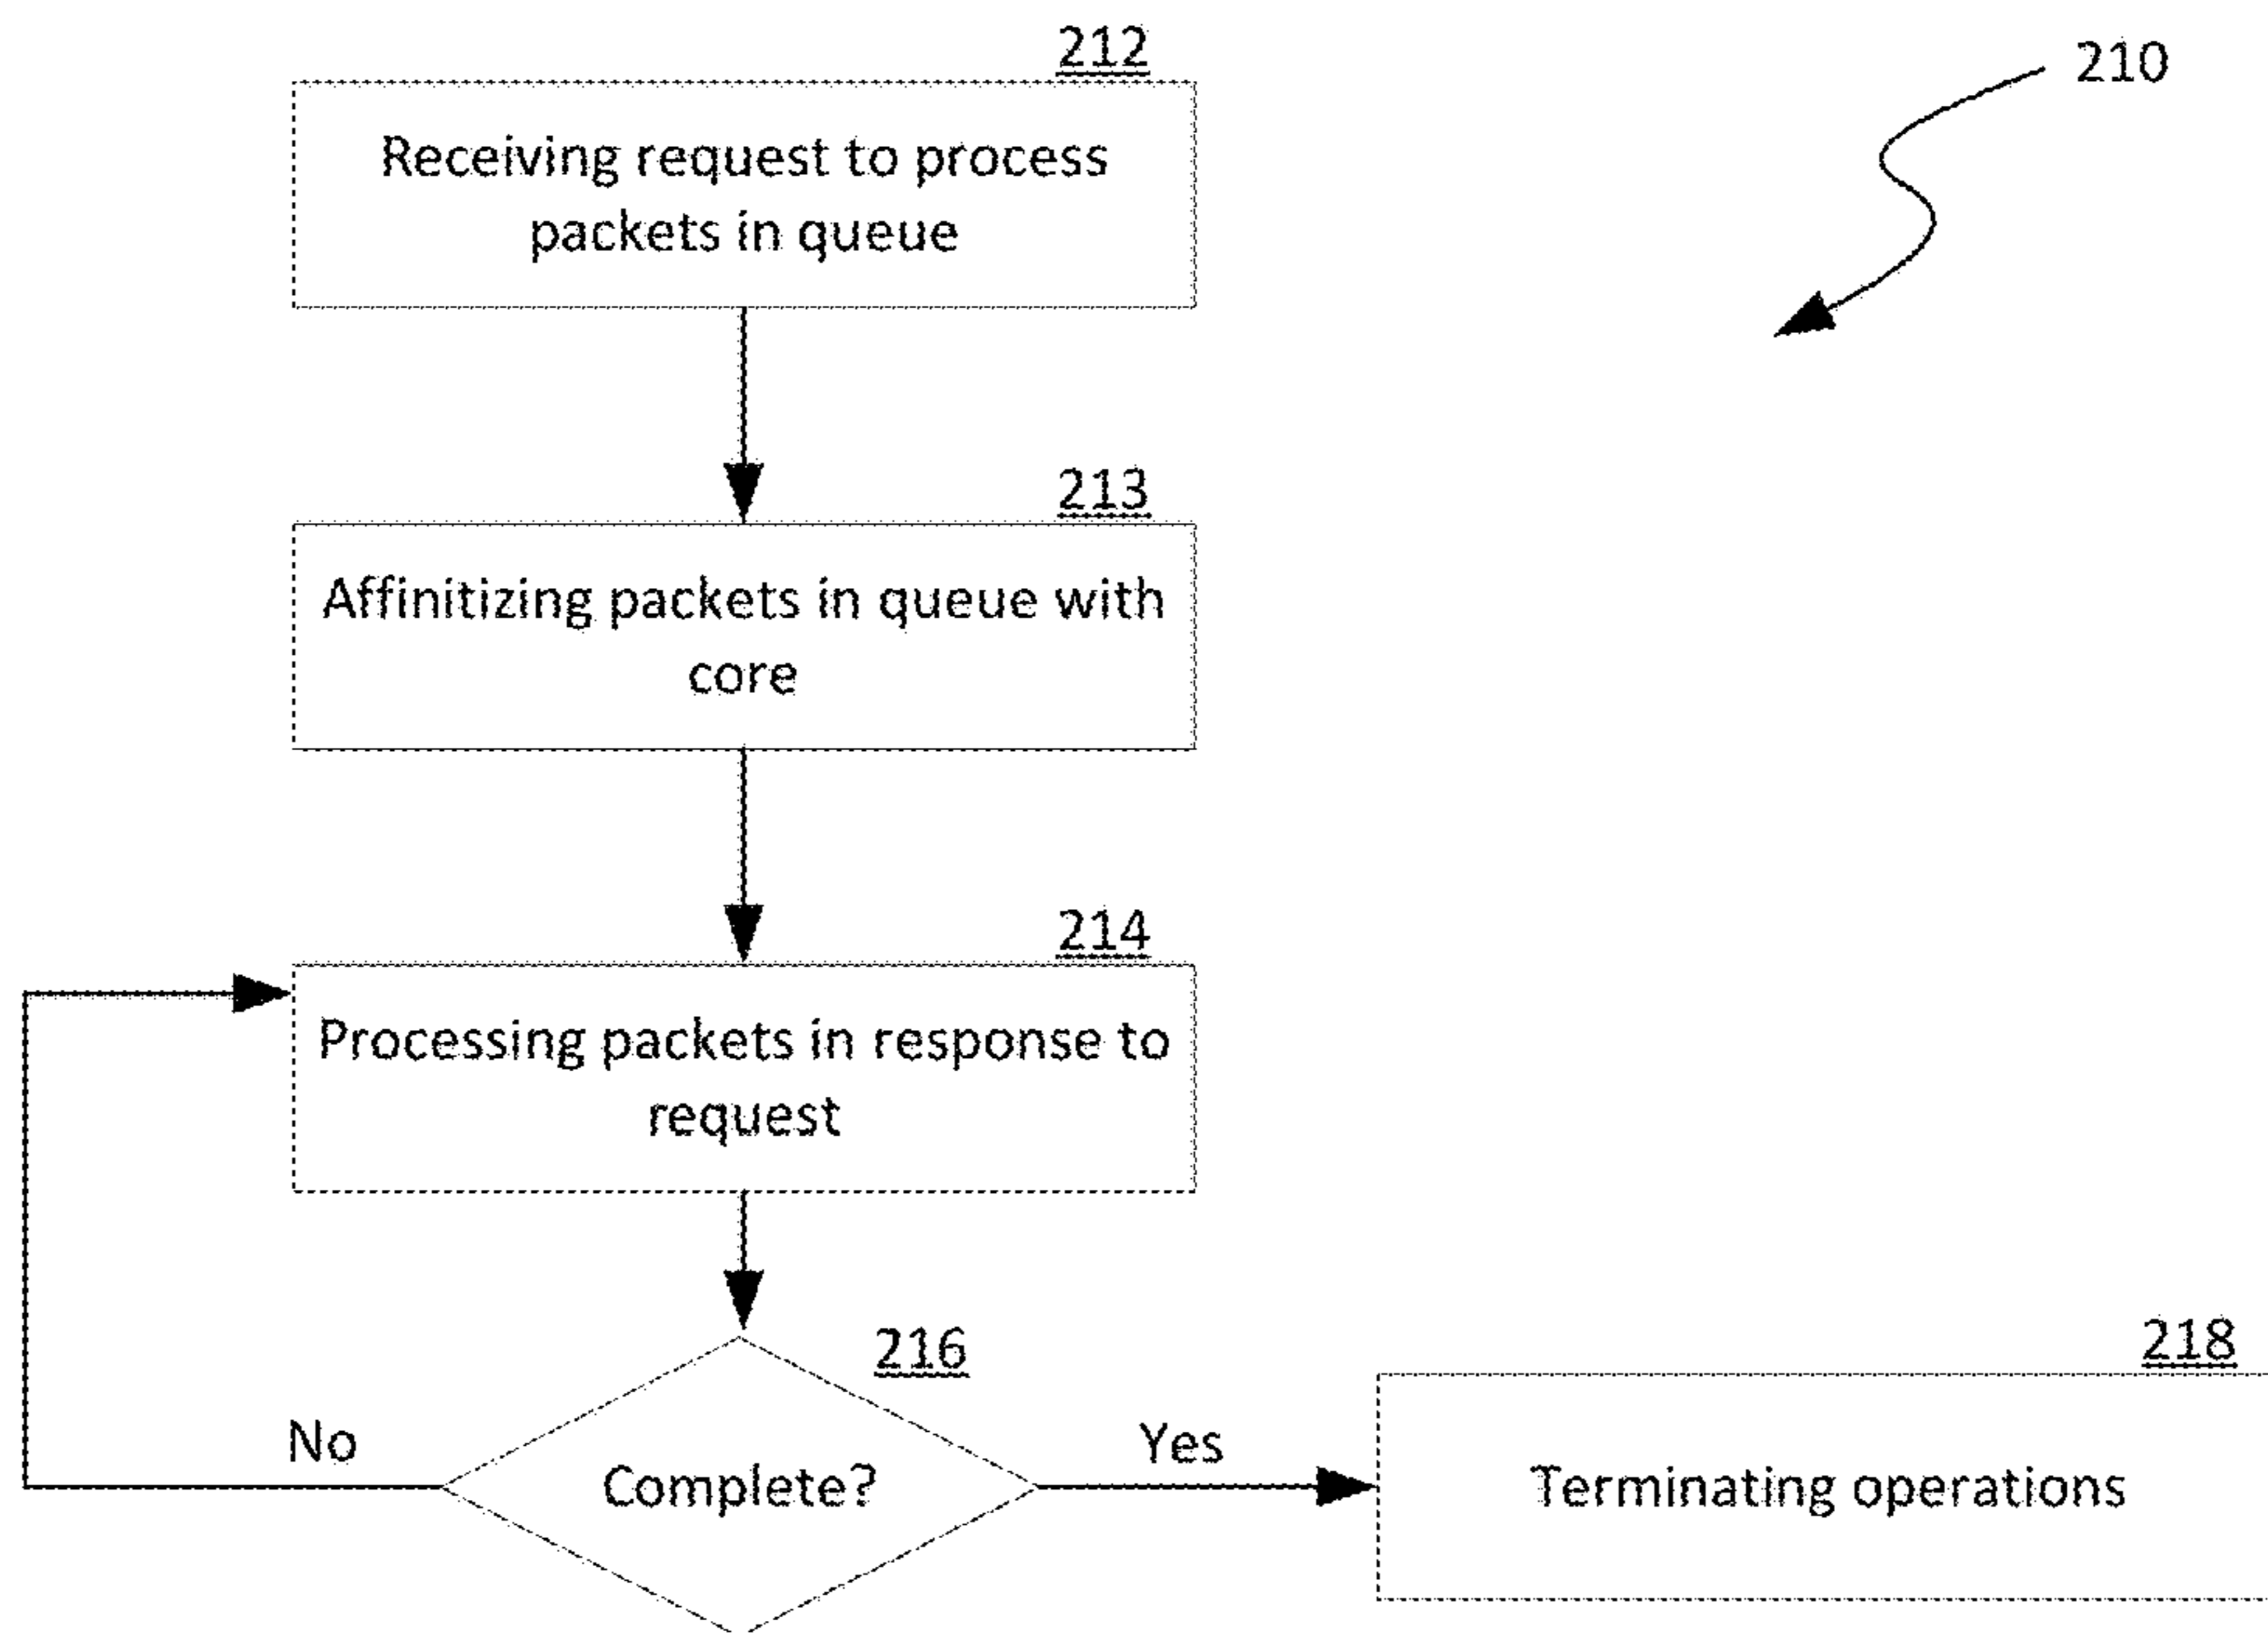 212
210
Receiving request to process
packets in queue
213
Affinitizing packets in queue with
core
214
Processing packets in response to
request
216
218
No
Yes
Complete?
Terminating operations